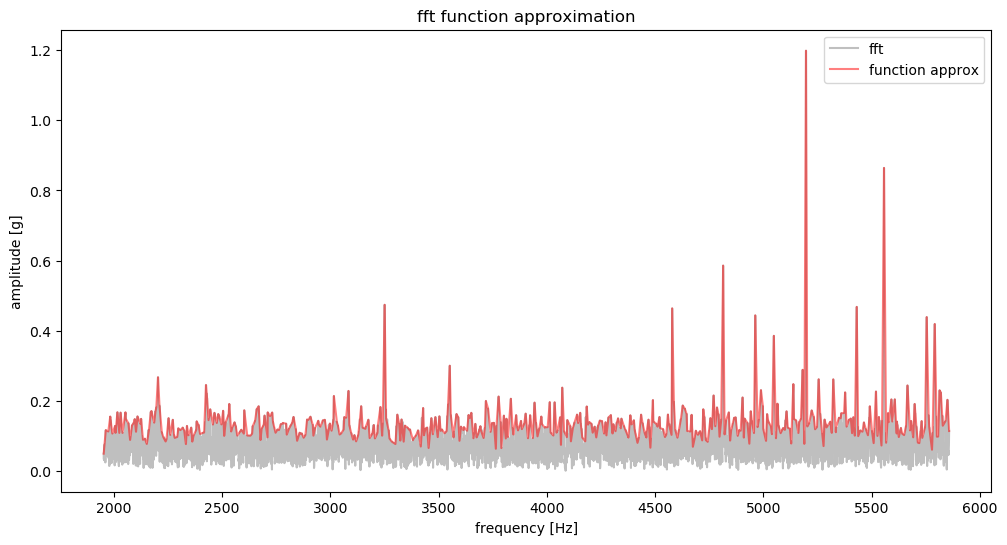 fft function approximation
fft
function approx
amplitude [g]
1.2
1.0
0.8
0.6
0.4
0.2
0.0
2000 2500 3000 3500 4000 4500 5000 5500 6000
frequency [Hz]